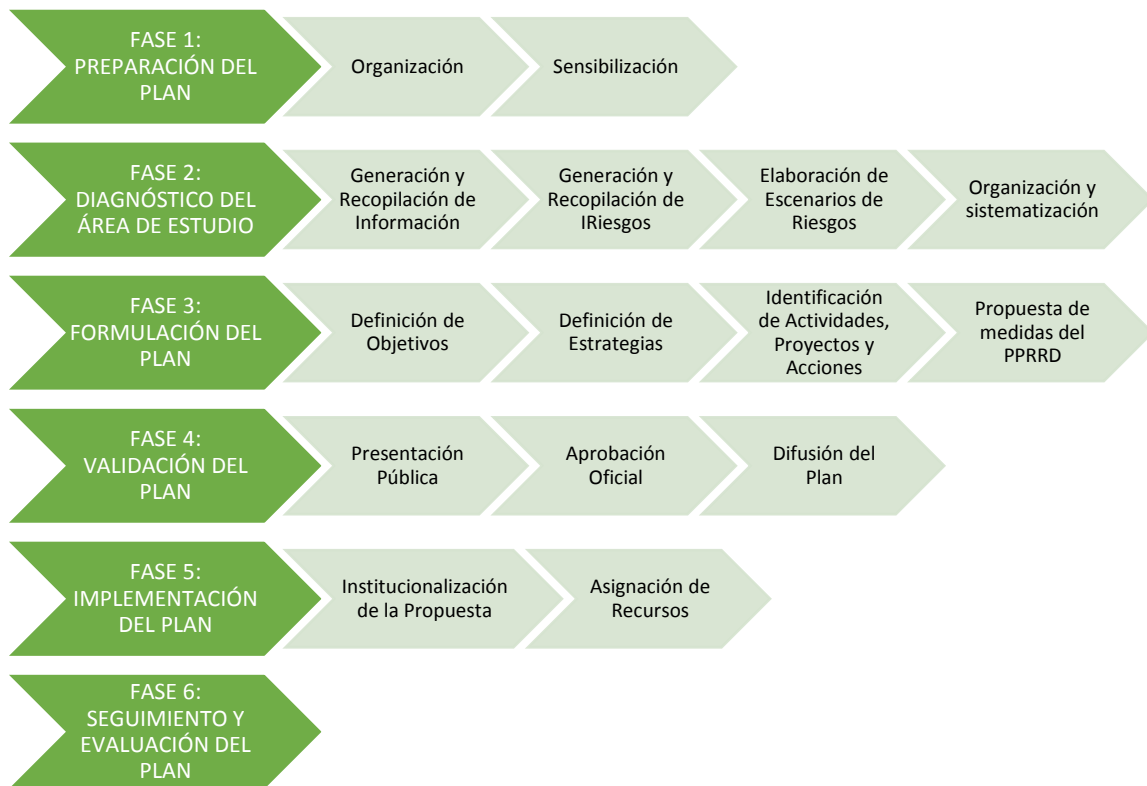 FASE 1:
PREPARACIÓN DEL
PLAN
Organización
Sensibilización
FASE 2:
DIAGNÓSTICO DEL
ÁREA DE ESTUDIO
Generación y
Recopilación de
Información
Generación y
Recopilación de
IRiesgos
Elaboración de
Escenarios de
Riesgos
Organización y
sistematización
FASE 3:
FORMULACIÓN DEL
PLAN
Definición de
Objetivos
Definición de
Estrategias
Identificación
de Actividades,
Proyectos y
Acciones
Propuesta de
medidas del
PPRRD
FASE 4:
VALIDACIÓN DEL
PLAN
Presentación
Pública
Aprobación
Oficial
Difusión del
Plan
FASE 5:
IMPLEMENTACIÓN
DEL PLAN
Institucionalización
de la Propuesta
Asignación de
Recursos
FASE 6:
SEGUIMIENTO Y
EVALUACIÓN DEL
PLAN